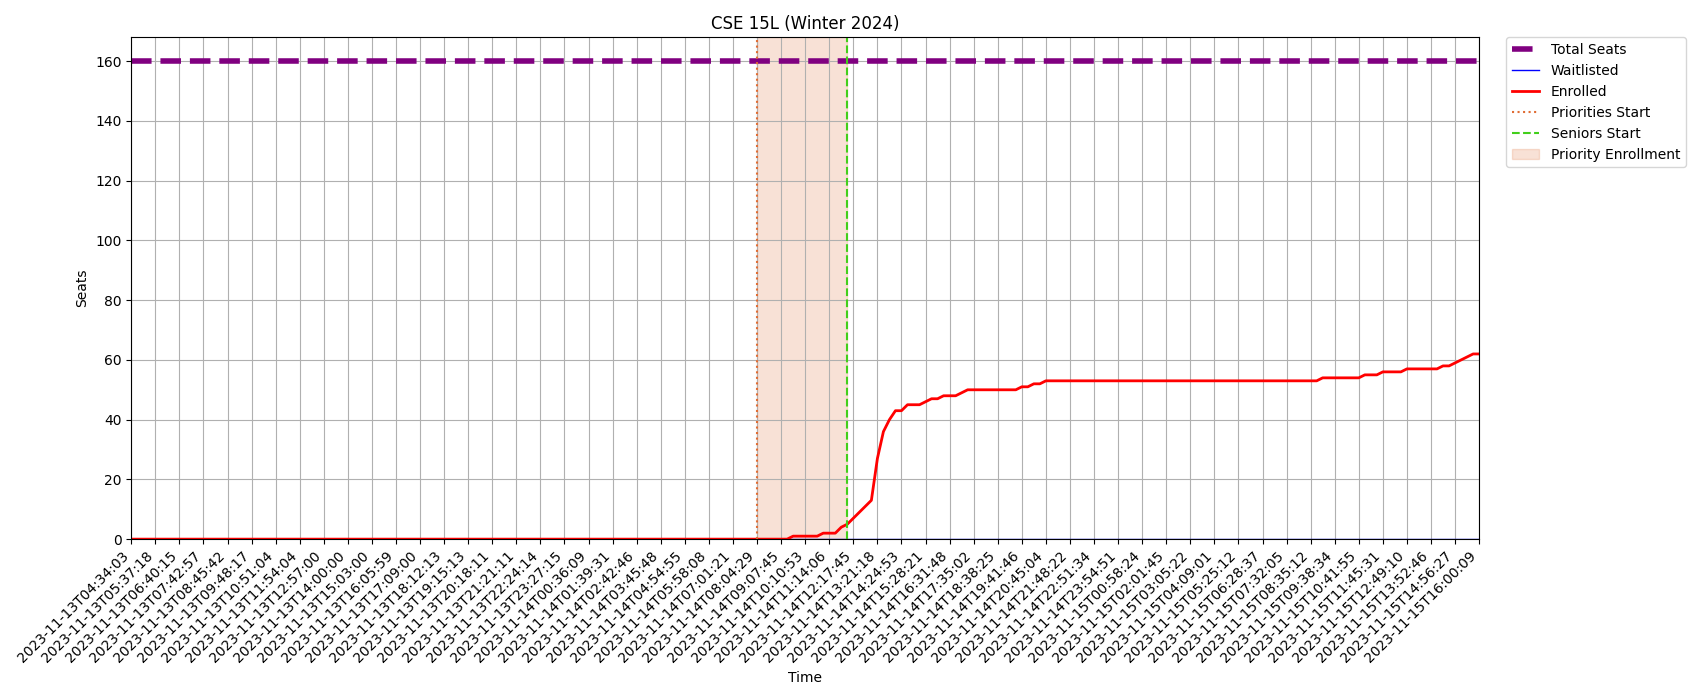 CSE 15L (Winter 2024)
Total Seats
Waitlisted
Enrolled
Priorities Start
Seniors Start
Priority Enrollment
Seats
160
140
120
100
80
60
40
20
0
2023-11-13T04:34:03
2023-11-13T05:37:18
2023-11-13T06:40:15
2023-11-13T07:42:57
2023-11-13T08:45:42
2023-11-13T09:48:17
2023-11-13T10:51:04
2023-11-13T11:54:04
2023-11-13T12:57:00
2023-11-13T14:00:00
2023-11-13T15:03:00
2023-11-13T16:05:59
2023-11-13T17:09:00
2023-11-13T18:12:13
2023-11-13T19:15:13
2023-11-13T20:18:11
2023-11-13T21:21:11
2023-11-13T22:24:14
2023-11-13T23:27:15
2023-11-14T00:36:09
2023-11-14T01:39:31
2023-11-14T02:42:46
2023-11-14T03:45:48
2023-11-14T04:54:55
2023-11-14T05:58:08
2023-11-14T07:01:21
2023-11-14T08:04:29
2023-11-14T09:07:45
2023-11-14T10:10:53
2023-11-14T11:14:06
2023-11-14T12:17:45
2023-11-14T13:21:18
2023-11-14T14:24:53
2023-11-14T15:28:21
2023-11-14T16:31:48
2023-11-14T17:35:02
2023-11-14T18:38:25
2023-11-14T19:41:46
2023-11-14T20:45:04
2023-11-14T21:48:22
2023-11-14T22:51:34
2023-11-14T23:54:51
2023-11-15T00:58:24
2023-11-15T02:01:45
2023-11-15T03:05:22
2023-11-15T04:09:01
2023-11-15T05:25:12
2023-11-15T06:28:37
2023-11-15T07:32:05
2023-11-15T08:35:12
2023-11-15T09:38:34
2023-11-15T10:41:55
2023-11-15T11:45:31
2023-11-15T12:49:10
2023-11-15T13:52:46
2023-11-15T14:56:27
2023-11-15T16:00:09
Time